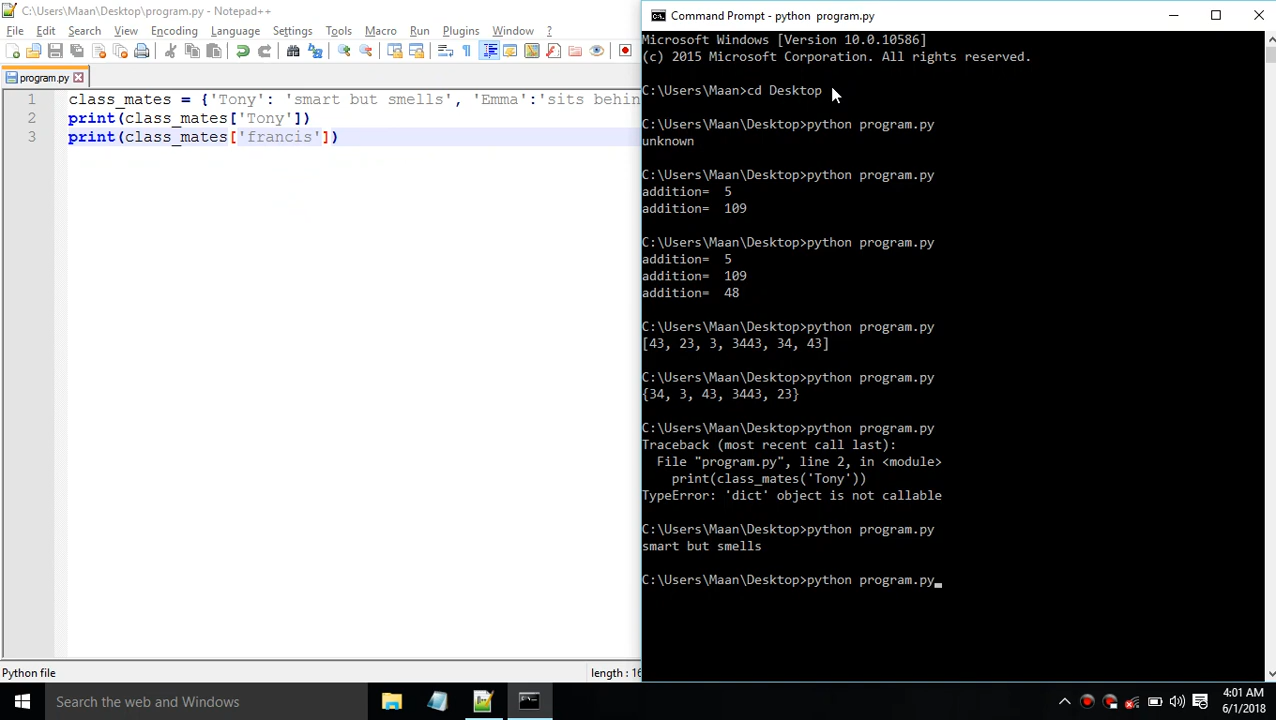 C:\Users\Maan\Desktop\program.py - Notepad++
File Edit Search View Encoding Language Settings Tools Macro Run Plugins Window ?
program.py
1 class_mates = {'Tony': 'smart but smells', 'Emma':'sits behin
2 print(class_mates['Tony'])
3 print(class_mates['francis'])
Python file
length : 16
Command Prompt - python  program.py
Microsoft Windows [Version 10.0.10586]
(c) 2015 Microsoft Corporation. All rights reserved.
C:\Users\Maan>cd Desktop
C:\Users\Maan\Desktop>python program.py
unknown
C:\Users\Maan\Desktop>python program.py
addition=  5
addition=  109
C:\Users\Maan\Desktop>python program.py
addition=  5
addition=  109
addition=  48
C:\Users\Maan\Desktop>python program.py
[43, 23, 3, 3443, 34, 43]
C:\Users\Maan\Desktop>python program.py
{34, 3, 43, 3443, 23}
C:\Users\Maan\Desktop>python program.py
Traceback (most recent call last):
  File "program.py", line 2, in <module>
    print(class_mates('Tony'))
TypeError: 'dict' object is not callable
C:\Users\Maan\Desktop>python program.py
smart but smells
C:\Users\Maan\Desktop>python program.py
Search the web and Windows
4:01 AM
6/1/2018